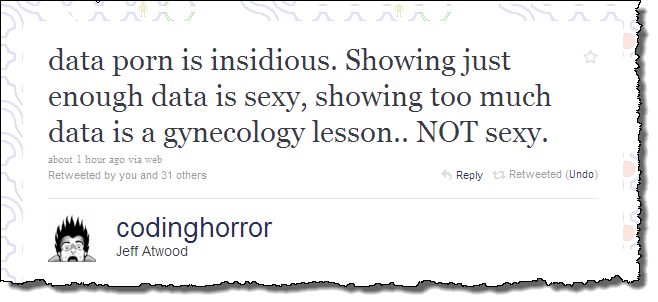 data porn is insidious. Showing just
enough data is sexy, showing too much
data is a gynecology lesson.. NOT sexy.
about 1 hour ago via web
Retweeted by you and 31 others
Reply Retweeted (Undo)
codinghorror
Jeff Atwood